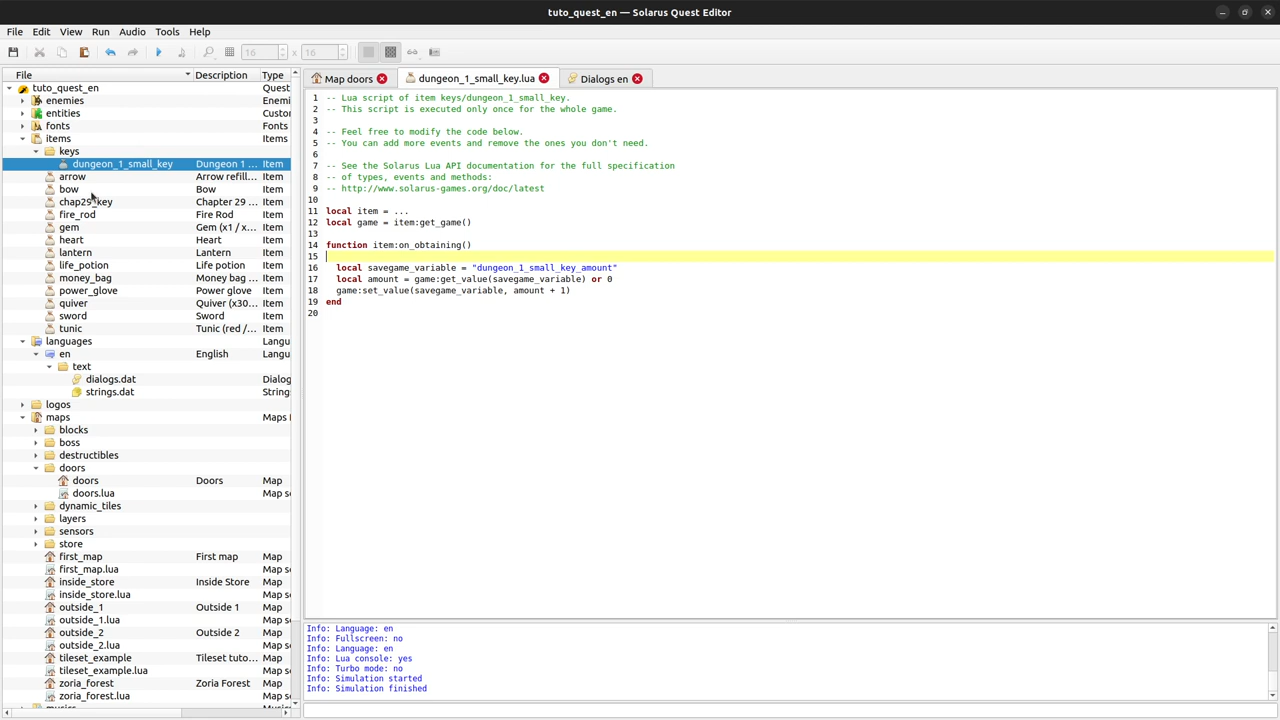 tuto_quest_en — Solarus Quest Editor
File Edit View Run Audio Tools Help
16 x 16
File Description Type
tuto_quest_en Quest
enemies Enemi
entities Custo
fonts Fonts
items Items
keys
dungeon_1_small_key Dungeon 1 ... Item
arrow Arrow refill... Item
bow Bow Item
chap29_key Chapter 29 ... Item
fire_rod Fire Rod Item
gem Gem (x1 / x... Item
heart Heart Item
lantern Lantern Item
life_potion Life potion Item
money_bag Money bag ... Item
power_glove Power glove Item
quiver Quiver (x30... Item
sword Sword Item
tunic Tunic (red /... Item
languages Langu
en English Langu
text
dialogs.dat Dialog
strings.dat String
logos
maps Maps
blocks
boss
destructibles
doors
doors Doors Map
doors.lua Map s
dynamic_tiles
layers
sensors
store
first_map First map Map
first_map.lua Map s
inside_store Inside Store Map
inside_store.lua Map s
outside_1 Outside 1 Map
outside_1.lua Map s
outside_2 Outside 2 Map
outside_2.lua Map s
tileset_example Tileset tuto... Map
tileset_example.lua Map s
zoria_forest Zoria Forest Map
zoria_forest.lua Map s
Map doors dungeon_1_small_key.lua Dialogs en
1 -- Lua script of item keys/dungeon_1_small_key.
2 -- This script is executed only once for the whole game.
3
4 -- Feel free to modify the code below.
5 -- You can add more events and remove the ones you don't need.
6
7 -- See the Solarus Lua API documentation for the full specification
8 -- of types, events and methods:
9 -- http://www.solarus-games.org/doc/latest
10
11 local item = ...
12 local game = item:get_game()
13
14 function item:on_obtaining()
15
16 local savegame_variable = "dungeon_1_small_key_amount"
17 local amount = game:get_value(savegame_variable) or 0
18 game:set_value(savegame_variable, amount + 1)
19 end
20
Info: Language: en
Info: Fullscreen: no
Info: Language: en
Info: Lua console: yes
Info: Turbo mode: no
Info: Simulation started
Info: Simulation finished